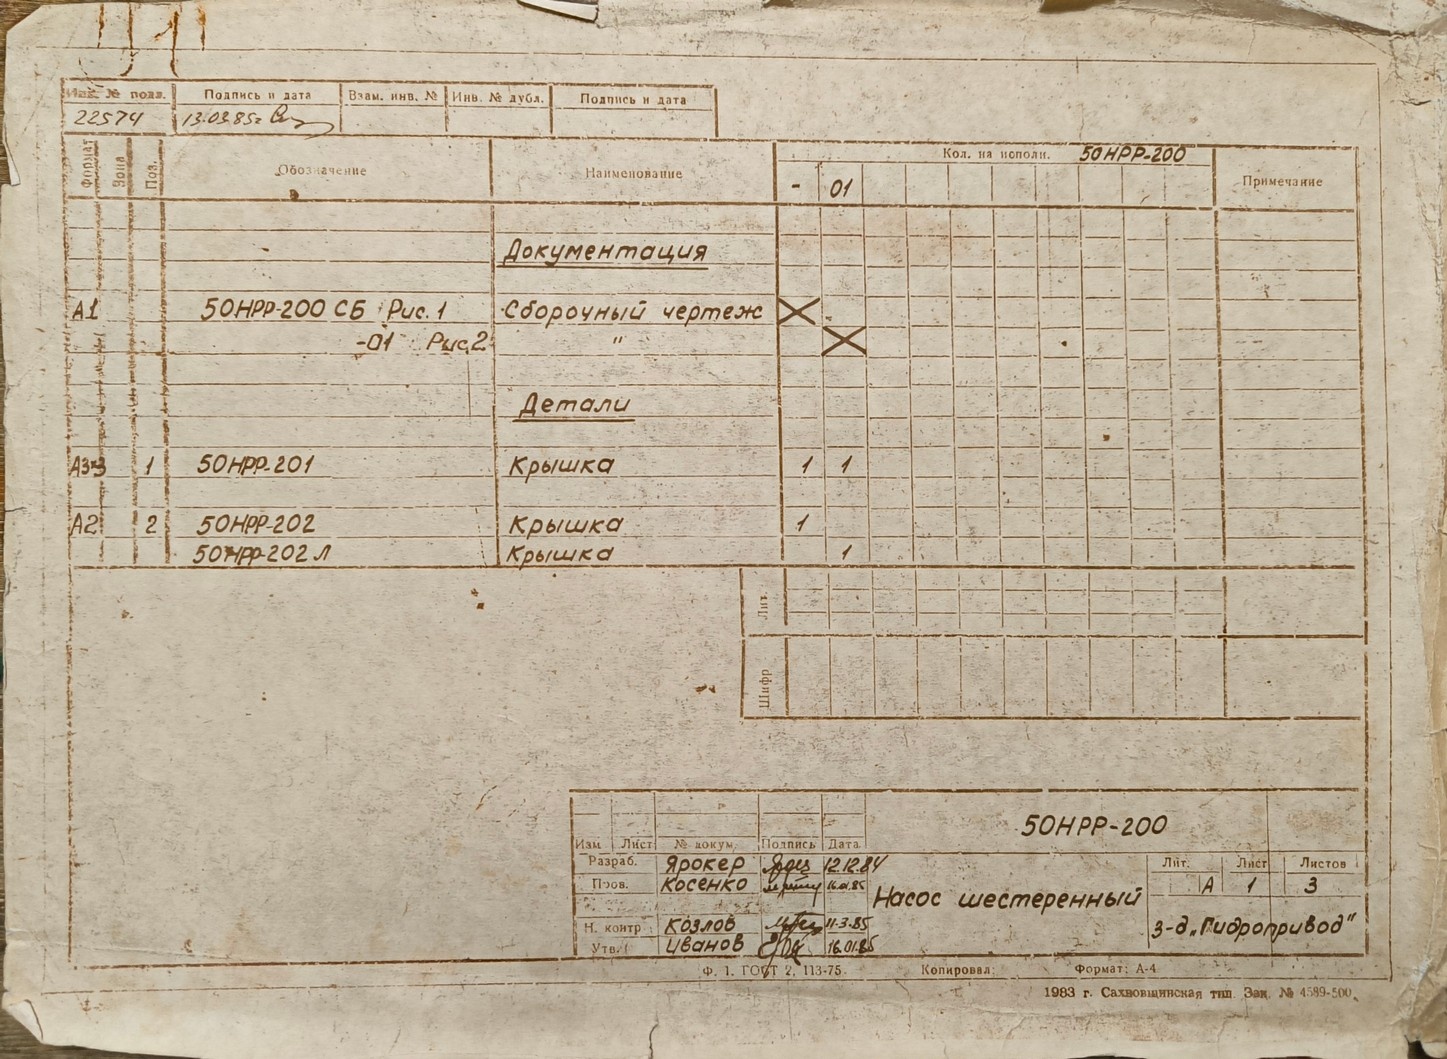 Инв. № подл. Подпись и дата Взам. инв. № Инв. № дубл. Подпись и дата
22574 13.03.85г
Формат Зона Поз. Обозначение Наименование Кол. на исполн. 50НРР-200 Примечание
- 01
Документация
А1 50НРР-200 СБ Рис. 1 Сборочный чертеж X
-01 Рис.2 " X
Детали
А3×3 1 50НРР-201 Крышка 1 1
А2 2 50НРР-202 Крышка 1
50НРР-202 Л Крышка 1
Лит.
Шифр
50НРР-200
Изм Лист № докум. Подпись Дата
Разраб. Ярокер 12.12.84
Пров. Косенко 16.01.85
Насос шестеренный
Лит. Лист Листов
А 1 3
Н. контр Козлов 11.3.85
Утв. Иванов 16.01.85
з-д „Гидропривод"
Ф. 1. ГОСТ 2. 113-75 Копировал: Формат: А-4
1983 г. Сахновщинская тип. Зак. № 4589-500.